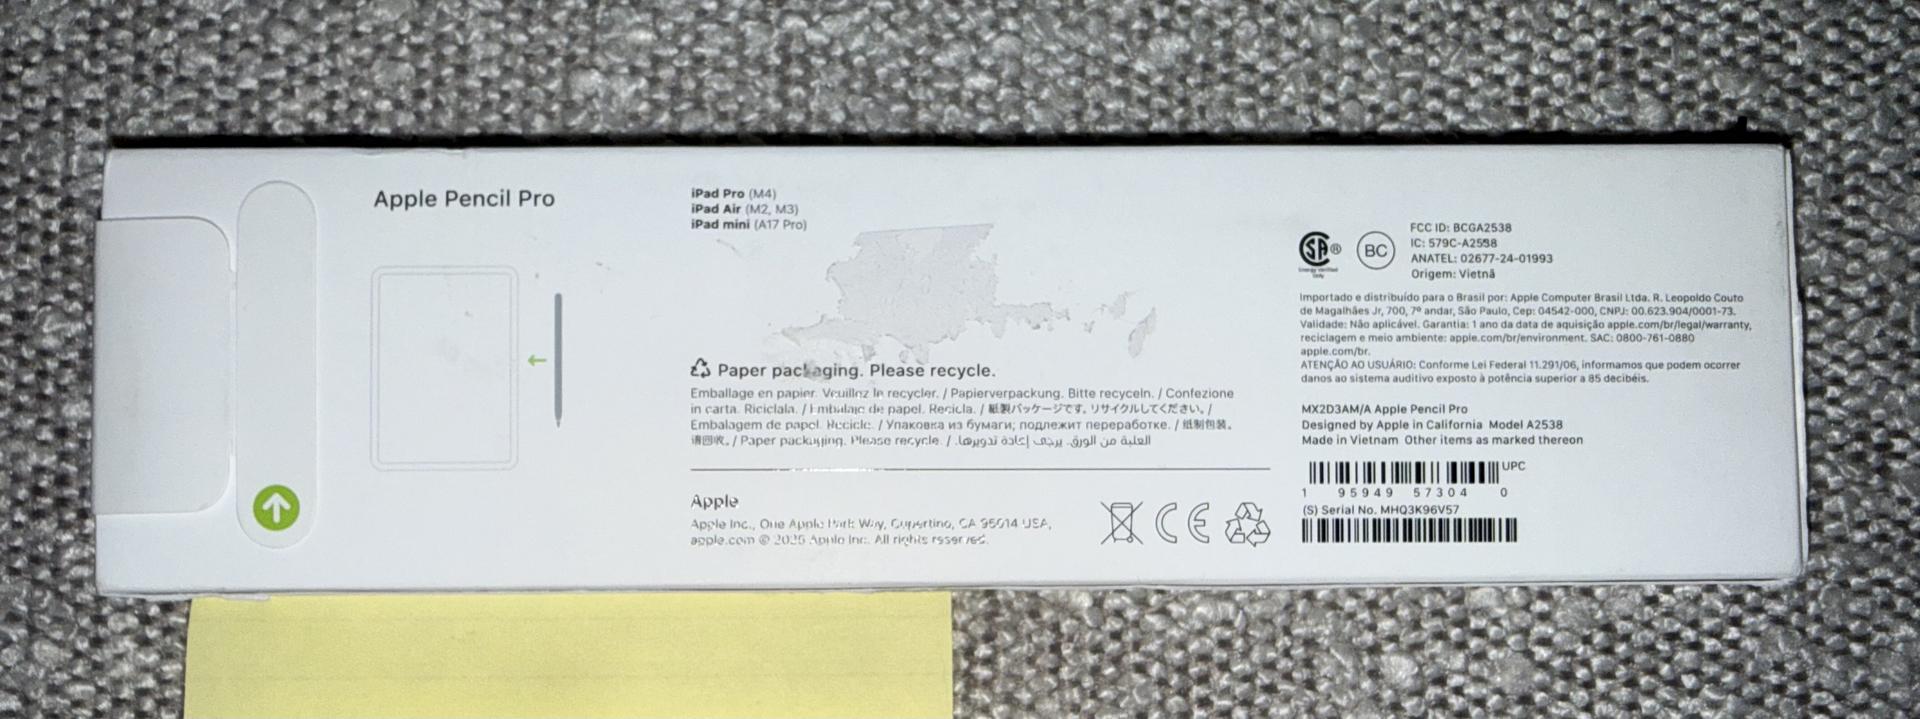 Apple Pencil Pro
iPad Pro (M4)
iPad Air (M2, M3)
iPad mini (A17 Pro)
Paper packaging. Please recycle.
Emballage en papier. Veuillez le recycler. / Papierverpackung. Bitte recyceln. / Confezione
in carta. Riciclala. / Embalaje de papel. Recicla. / 紙製パッケージです。リサイクルしてください。/
Embalagem de papel. Recicle. / Упаковка из бумаги; подлежит переработке. / 纸制包装。
请回收。/ Paper packaging. Please recycle. / العلبة من الورق. يرجى إعادة تدويرها.
Apple
Apple Inc., One Apple Park Way, Cupertino, CA 95014 USA,
apple.com © 2025 Apple Inc. All rights reserved.
CE
SA ®
Energy Verified
Only
BC
FCC ID: BCGA2538
IC: 579C-A2538
ANATEL: 02677-24-01993
Origem: Vietnã
Importado e distribuído para o Brasil por: Apple Computer Brasil Ltda. R. Leopoldo Couto
de Magalhães Jr, 700, 7º andar, São Paulo, Cep: 04542-000, CNPJ: 00.623.904/0001-73.
Validade: Não aplicável. Garantia: 1 ano da data de aquisição apple.com/br/legal/warranty,
reciclagem e meio ambiente: apple.com/br/environment. SAC: 0800-761-0880
apple.com/br.
ATENÇÃO AO USUÁRIO: Conforme Lei Federal 11.291/06, informamos que podem ocorrer
danos ao sistema auditivo exposto à potência superior a 85 decibéis.
MX2D3AM/A Apple Pencil Pro
Designed by Apple in California Model A2538
Made in Vietnam Other items as marked thereon
UPC
1 95949 57304 0
(S) Serial No. MHQ3K96V57